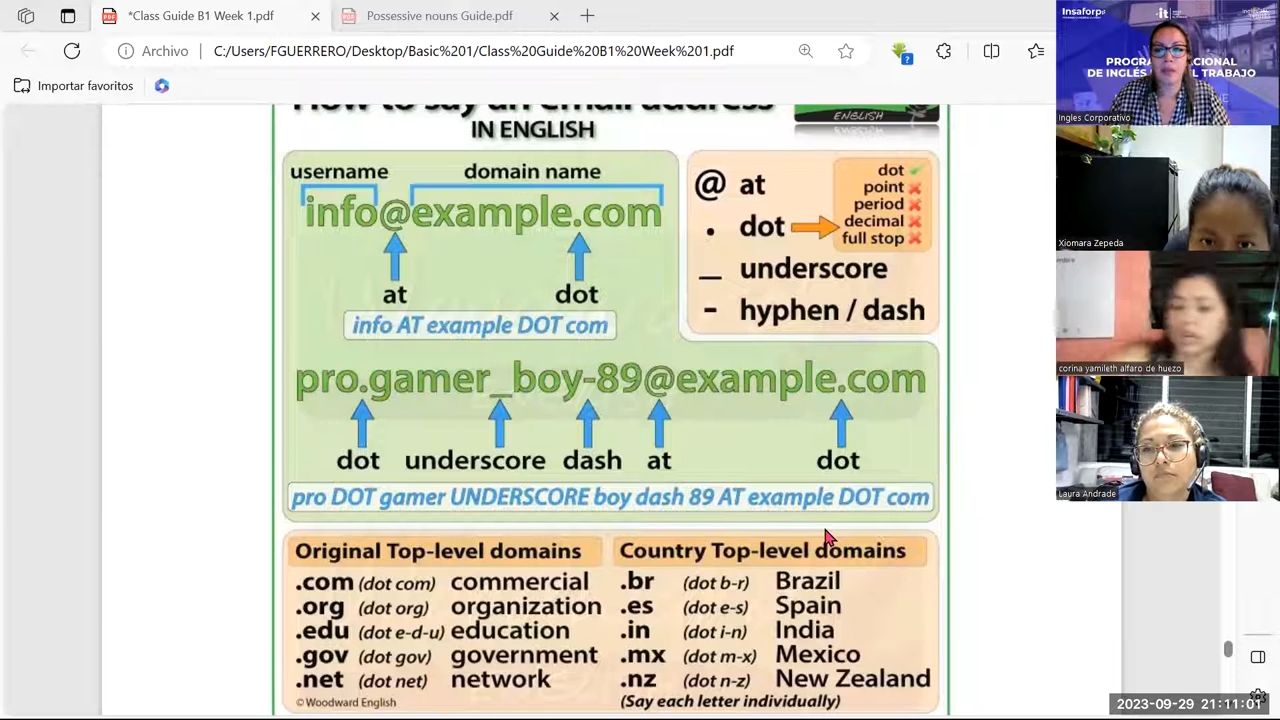 *Class Guide B1 Week 1.pdf
Possesive nouns Guide.pdf
Archivo
C:/Users/FGUERRERO/Desktop/Basic%201/Class%20Guide%20B1%20Week%201.pdf
Importar favoritos
How to say an email address
IN ENGLISH
ENGLISH
username
domain name
info@example.com
at
dot
info AT example DOT com
@ at
. dot
_ underscore
- hyphen / dash
dot
point
period
decimal
full stop
pro.gamer_boy-89@example.com
dot underscore dash at dot
pro DOT gamer UNDERSCORE boy dash 89 AT example DOT com
Original Top-level domains
.com (dot com) commercial
.org (dot org) organization
.edu (dot e-d-u) education
.gov (dot gov) government
.net (dot net) network
© Woodward English
Country Top-level domains
.br (dot b-r) Brazil
.es (dot e-s) Spain
.in (dot i-n) India
.mx (dot m-x) Mexico
.nz (dot n-z) New Zealand
(Say each letter individually)
Insaforp
Ingles Corporativo
Xiomara Zepeda
corina yamileth alfaro de huezo
Laura Andrade
2023-09-29 21:11:01